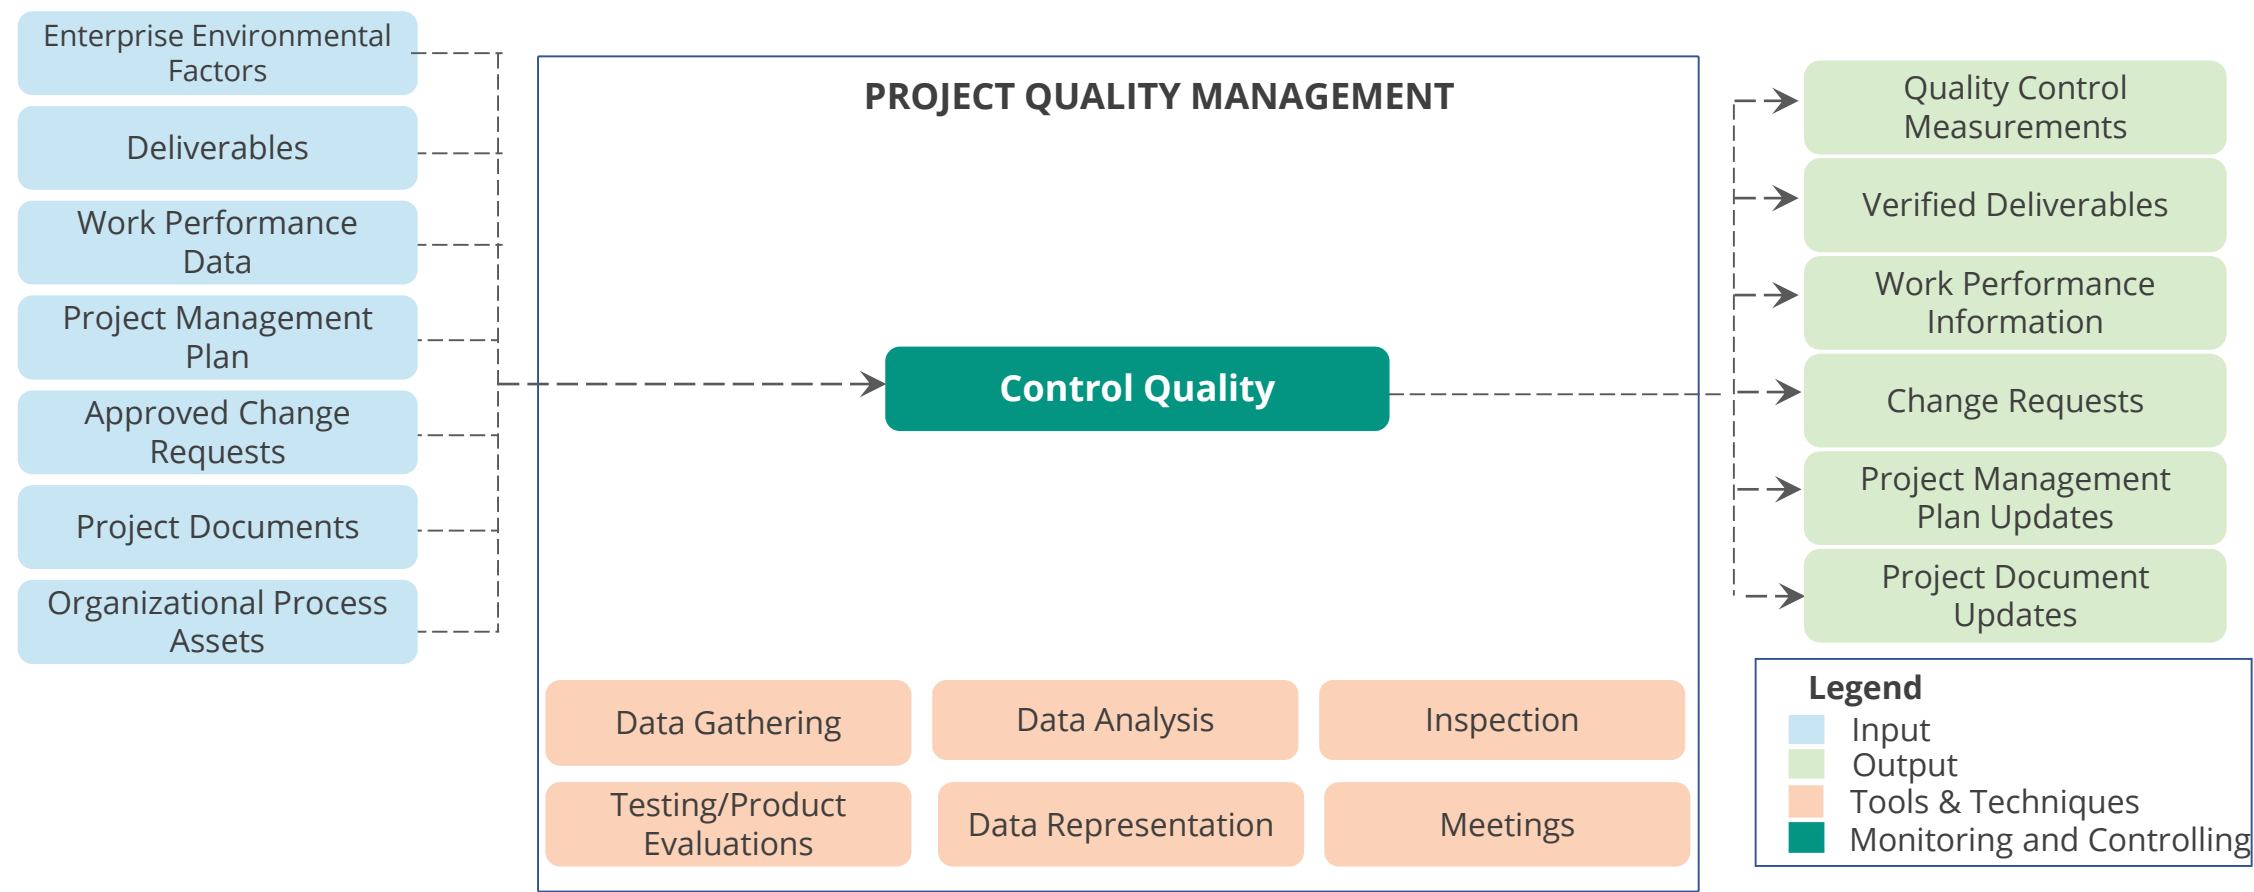 Enterprise Environmental
Factors
Deliverables
Work Performance
Data
Project Management
Plan
Approved Change
Requests
Project Documents
Organizational Process
Assets
PROJECT QUALITY MANAGEMENT
Control Quality
Data Gathering
Data Analysis
Inspection
Testing/Product
Evaluations
Data Representation
Meetings
Quality Control
Measurements
Verified Deliverables
Work Performance
Information
Change Requests
Project Management
Plan Updates
Project Document
Updates
Legend
Input
Output
Tools & Techniques
Monitoring and Controlling